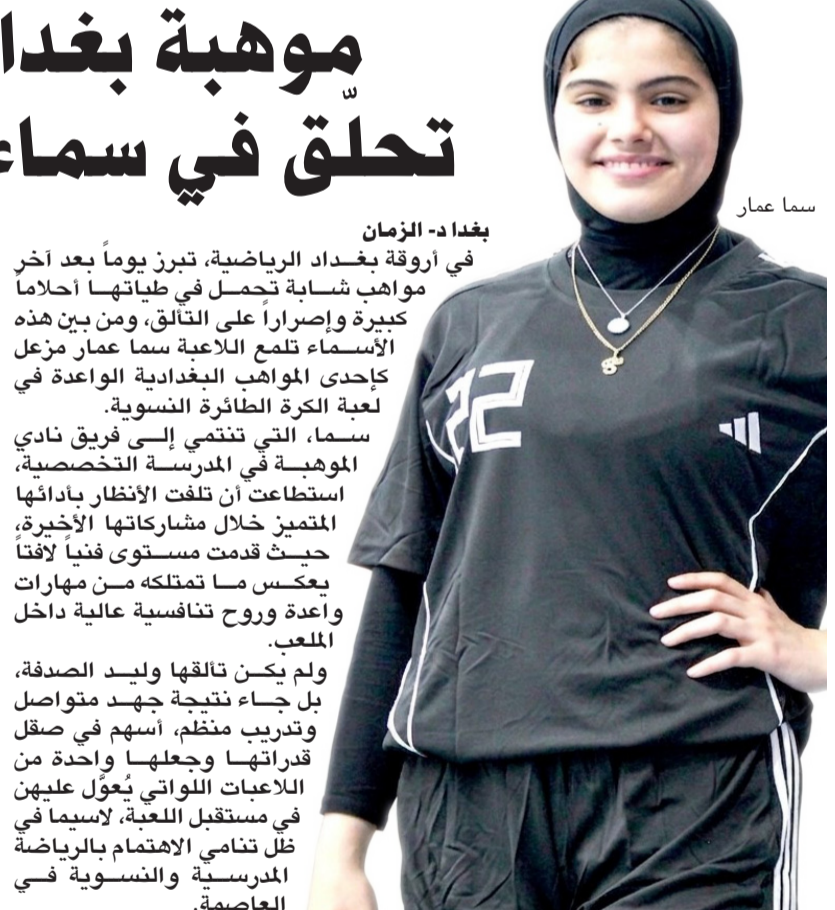 موهبة بغدا
تحلّق في سماء
سما عمار
بغداد- الزمان
في أروقة بغداد الرياضية، تبرز يوماً بعد آخر
مواهب شابة تحمل في طياتها أحلاماً
كبيرة وإصراراً على التألق، ومن بين هذه
الأسماء تلمع اللاعبة سما عمار مزعل
كإحدى المواهب البغدادية الواعدة في
لعبة الكرة الطائرة النسوية.
سما، التي تنتمي إلى فريق نادي
الموهبة في المدرسة التخصصية،
استطاعت أن تلفت الأنظار بأدائها
المتميز خلال مشاركاتها الأخيرة،
حيث قدمت مستوى فنياً لافتاً
يعكس ما تمتلكه من مهارات
واعدة وروح تنافسية عالية داخل
الملعب.
ولم يكن تألقها وليد الصدفة،
بل جاء نتيجة جهد متواصل
وتدريب منظم، أسهم في صقل
قدراتها وجعلها واحدة من
اللاعبات اللواتي يُعوَّل عليهن
في مستقبل اللعبة، لاسيما في
ظل تنامي الاهتمام بالرياضة
المدرسية والنسوية في
العاصمة.
22